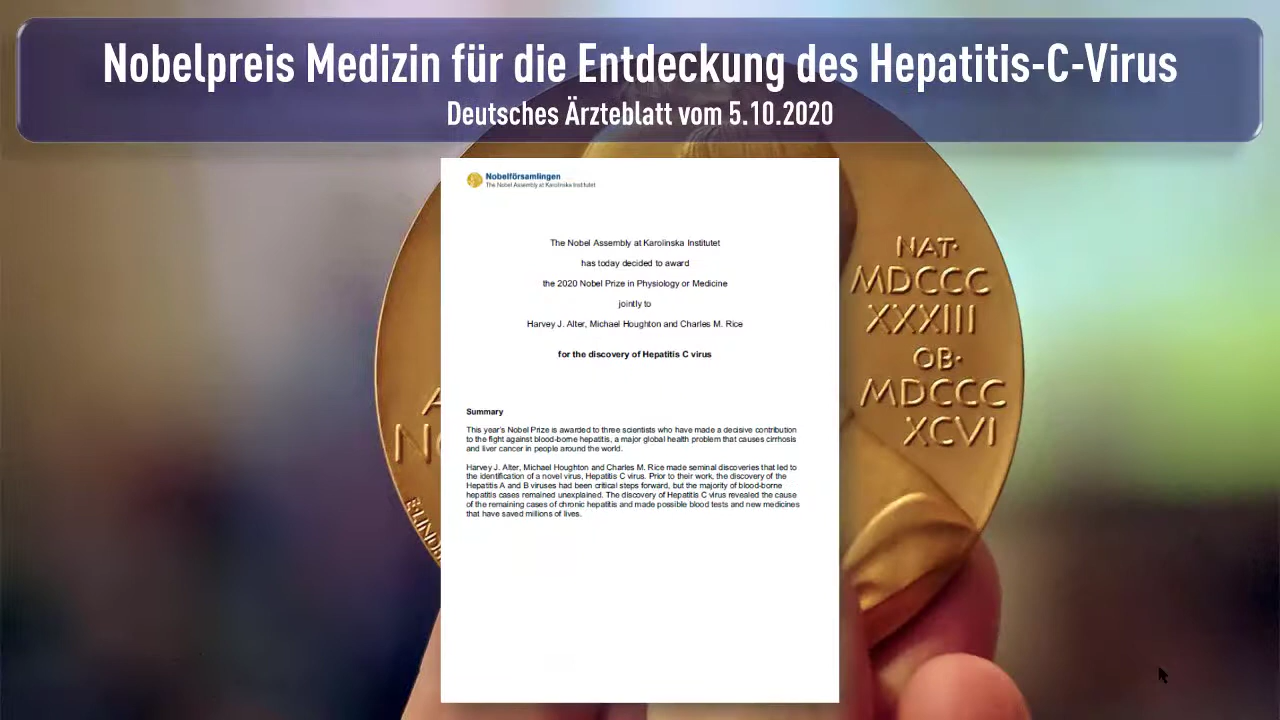 Nobelpreis Medizin für die Entdeckung des Hepatitis-C-Virus
Deutsches Ärzteblatt vom 5.10.2020
Nobelförsamlingen
The Nobel Assembly at Karolinska Institutet
The Nobel Assembly at Karolinska Institutet
has today decided to award
the 2020 Nobel Prize in Physiology or Medicine
jointly to
Harvey J. Alter, Michael Houghton and Charles M. Rice
for the discovery of Hepatitis C virus
Summary
This year's Nobel Prize is awarded to three scientists who have made a decisive contribution
to the fight against blood-borne hepatitis, a major global health problem that causes cirrhosis
and liver cancer in people around the world.
Harvey J. Alter, Michael Houghton and Charles M. Rice made seminal discoveries that led to
the identification of a novel virus, Hepatitis C virus. Prior to their work, the discovery of the
Hepatitis A and B viruses had been critical steps forward, but the majority of blood-borne
hepatitis cases remained unexplained. The discovery of Hepatitis C virus revealed the cause
of the remaining cases of chronic hepatitis and made possible blood tests and new medicines
that have saved millions of lives.
NAT·
MDCCC
XXXIII
OB·
MDCCC
XCVI